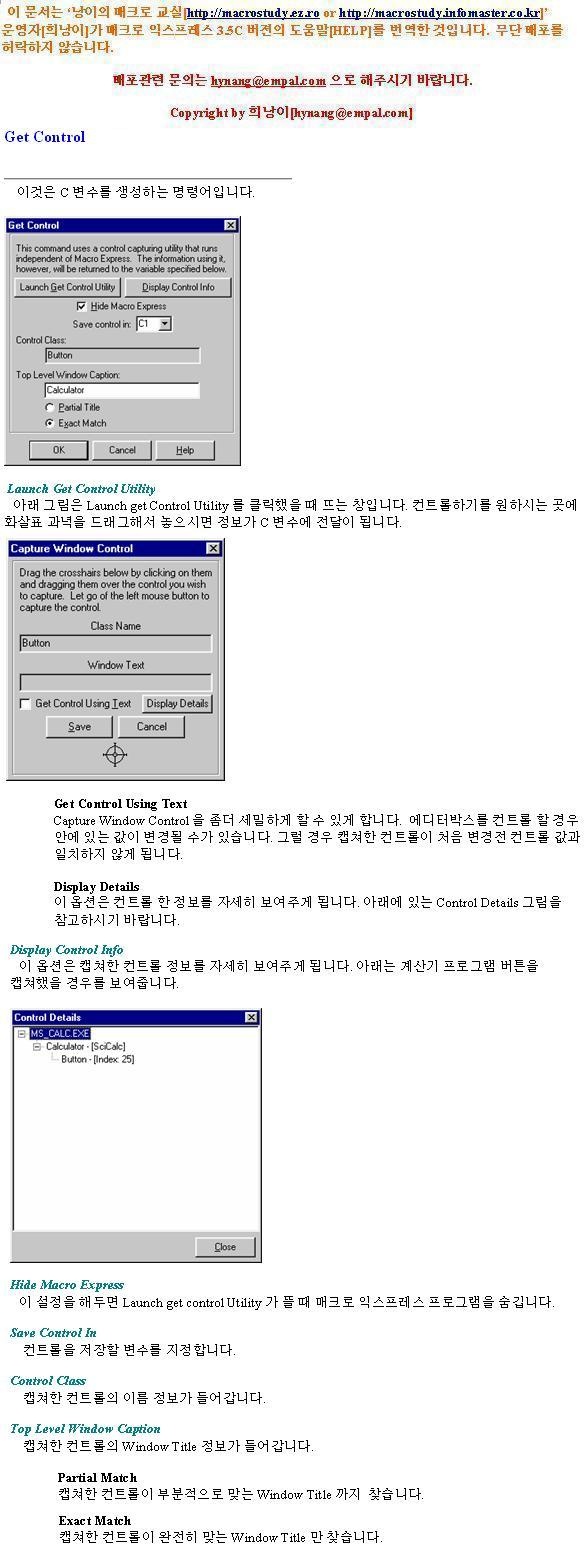 이 문서는 ‘낭이의 매크로 교실[http://macrostudy.ez.ro or http://macrostudy.infomaster.co.kr]’
운영자[희낭이]가 매크로 익스프레스 3.5C 버젼의 도움말[HELP]를 번역한 것입니다. 무단 배포를
허락하지 않습니다.
배포관련 문의는 hynang@empal.com 으로 해주시기 바랍니다.
Copyright by 희낭이[hynang@empal.com]
Get Control
이것은 C 변수를 생성하는 명령어입니다.
Get Control
This command uses a control capturing utility that runs
independent of Macro Express. The information using it,
however, will be returned to the variable specified below.
Launch Get Control Utility Display Control Info
Hide Macro Express
Save control in: C1
Control Class:
Button
Top Level Window Caption:
Calculator
Partial Title
Exact Match
OK Cancel Help
Launch Get Control Utility
아래 그림은 Launch get Control Utility 를 클릭했을 때 뜨는 창입니다. 컨트롤하기를 원하시는 곳에
화살표 과녁을 드래그해서 놓으시면 정보가 C 변수에 전달이 됩니다.
Capture Window Control
Drag the crosshairs below by clicking on them
and dragging them over the control you wish
to capture. Let go of the left mouse button to
capture the control.
Class Name
Button
Window Text
Get Control Using Text Display Details
Save Cancel
Get Control Using Text
Capture Window Control 을 좀더 세밀하게 할 수 있게 합니다. 에디터박스를 컨트롤 할 경우
안에 있는 값이 변경될 수가 있습니다. 그럴 경우 캡쳐한 컨트롤이 처음 변경전 컨트롤 값과
일치하지 않게 됩니다.
Display Details
이 옵션은 컨트롤 한 정보를 자세히 보여주게 됩니다. 아래에 있는 Control Details 그림을
참고하시기 바랍니다.
Display Control Info
이 옵션은 캡쳐한 컨트롤 정보를 자세히 보여주게 됩니다. 아래는 계산기 프로그램 버튼을
캡쳐했을 경우를 보여줍니다.
Control Details
MS_CALC.EXE
Calculator - [SciCalc]
Button - [Index: 25]
Close
Hide Macro Express
이 설정을 해두면 Launch get control Utility 가 뜰 때 매크로 익스프레스 프로그램을 숨깁니다.
Save Control In
컨트롤을 저장할 변수를 지정합니다.
Control Class
캡쳐한 컨트롤의 이름 정보가 들어갑니다.
Top Level Window Caption
캡쳐한 컨트롤의 Window Title 정보가 들어갑니다.
Partial Match
캡쳐한 컨트롤이 부분적으로 맞는 Window Title 까지 찾습니다.
Exact Match
캡쳐한 컨트롤이 완전히 맞는 Window Title 만 찾습니다.